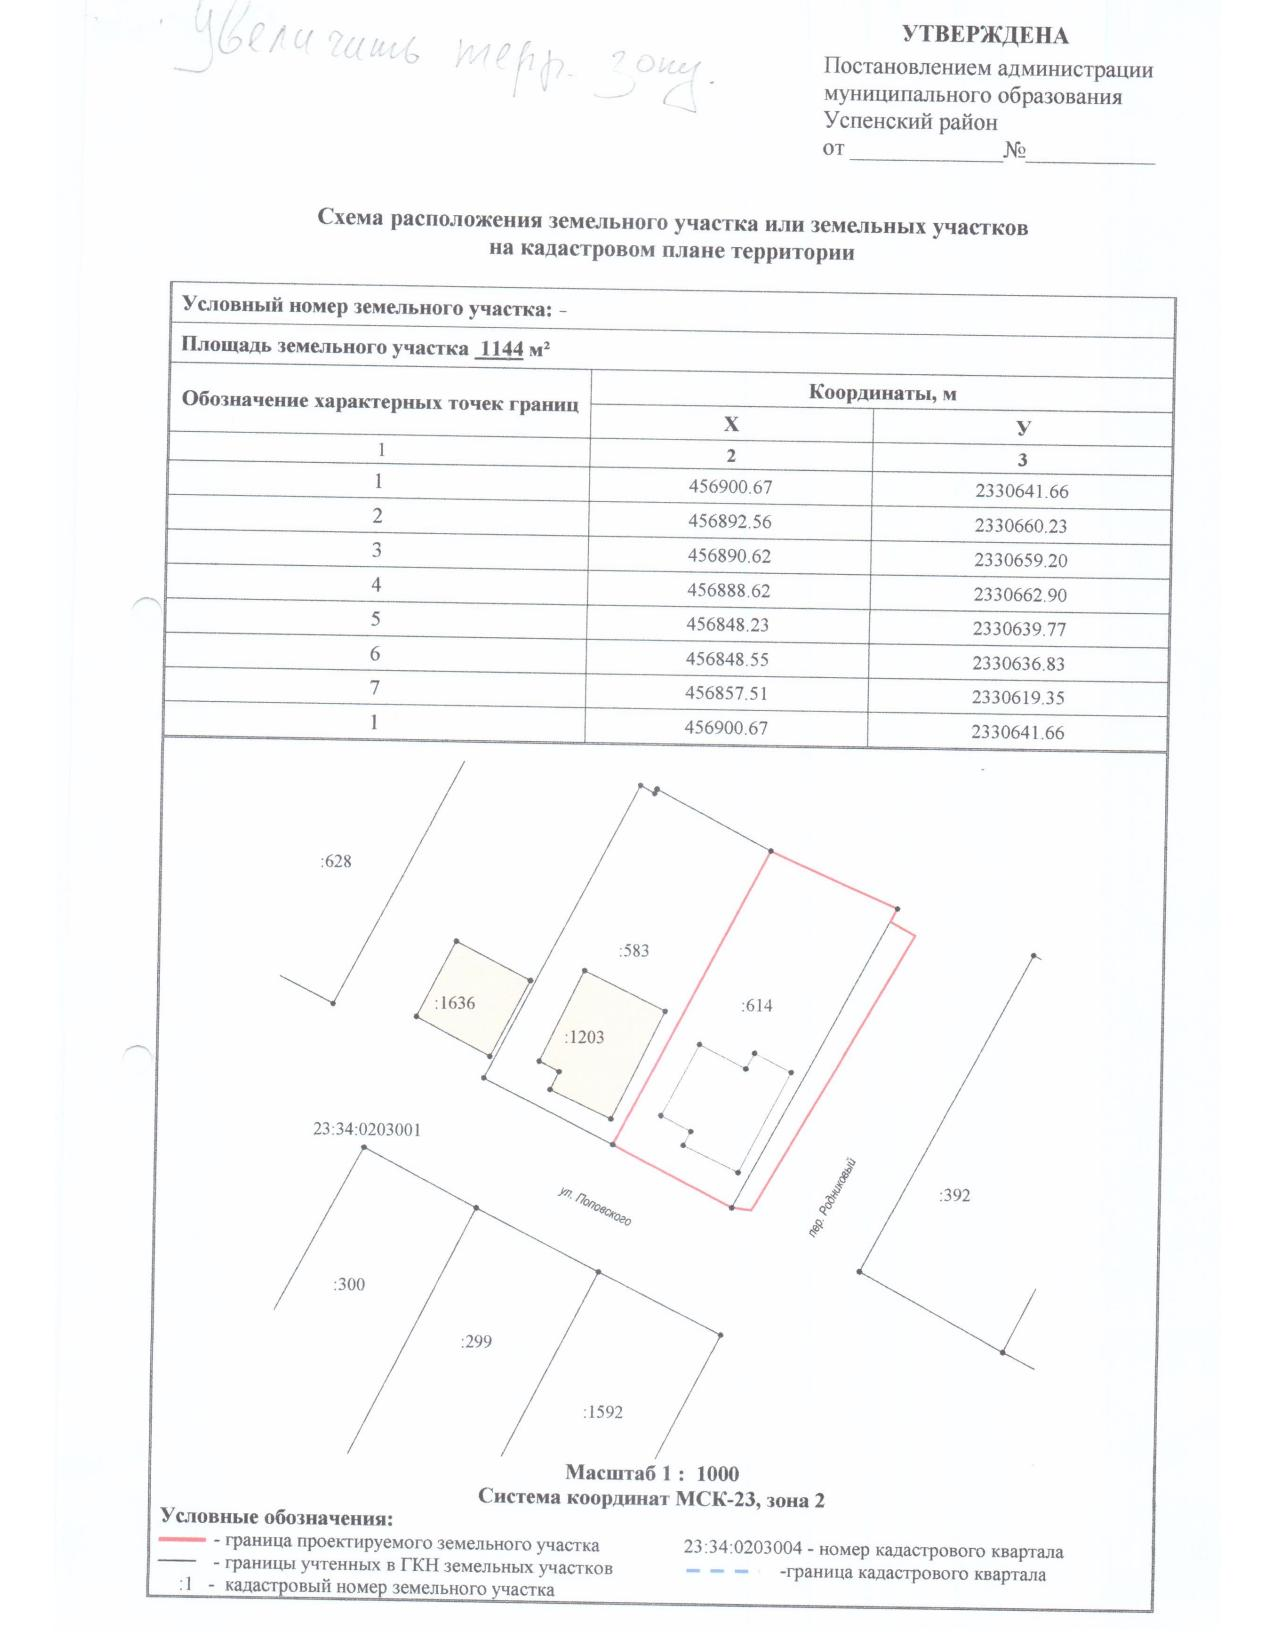 Увеличить терр. зону.
УТВЕРЖДЕНА
Постановлением администрации
муниципального образования
Успенский район
от ____________№___________
Схема расположения земельного участка или земельных участков
на кадастровом плане территории
Условный номер земельного участка: -
Площадь земельного участка 1144 м²
Обозначение характерных точек границ
Координаты, м
Х У
1 2 3
1 456900.67 2330641.66
2 456892.56 2330660.23
3 456890.62 2330659.20
4 456888.62 2330662.90
5 456848.23 2330639.77
6 456848.55 2330636.83
7 456857.51 2330619.35
1 456900.67 2330641.66
:628
:583
:1636
:614
:1203
23:34:0203001
ул. Поповского
пер. Родниковый
:392
:300
:299
:1592
Масштаб 1 : 1000
Система координат МСК-23, зона 2
Условные обозначения:
- граница проектируемого земельного участка
23:34:0203004 - номер кадастрового квартала
- границы учтенных в ГКН земельных участков
-граница кадастрового квартала
:1 - кадастровый номер земельного участка